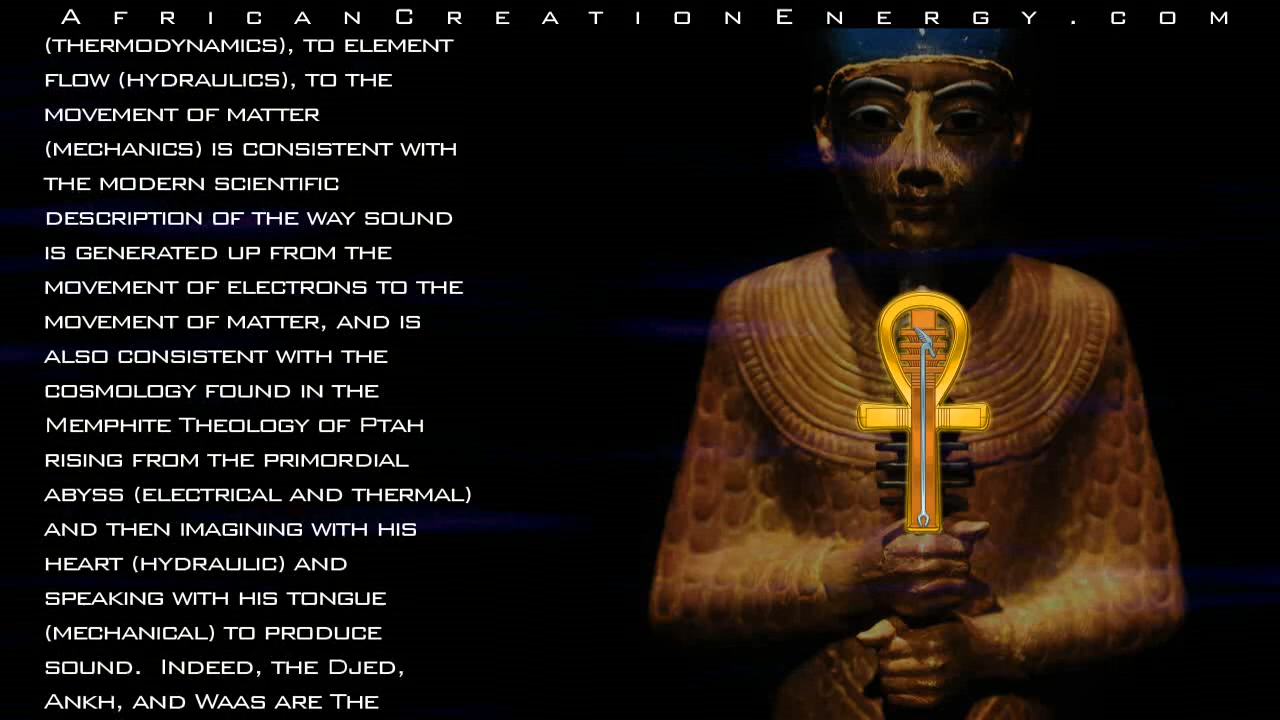 AfricanCreationEnergy.com
(thermodynamics), to element
flow (hydraulics), to the
movement of matter
(mechanics) is consistent with
the modern scientific
description of the way sound
is generated up from the
movement of electrons to the
movement of matter, and is
also consistent with the
cosmology found in the
Memphite Theology of Ptah
rising from the primordial
abyss (electrical and thermal)
and then imagining with his
heart (hydraulic) and
speaking with his tongue
(mechanical) to produce
sound.  Indeed, the Djed,
Ankh, and Waas are The